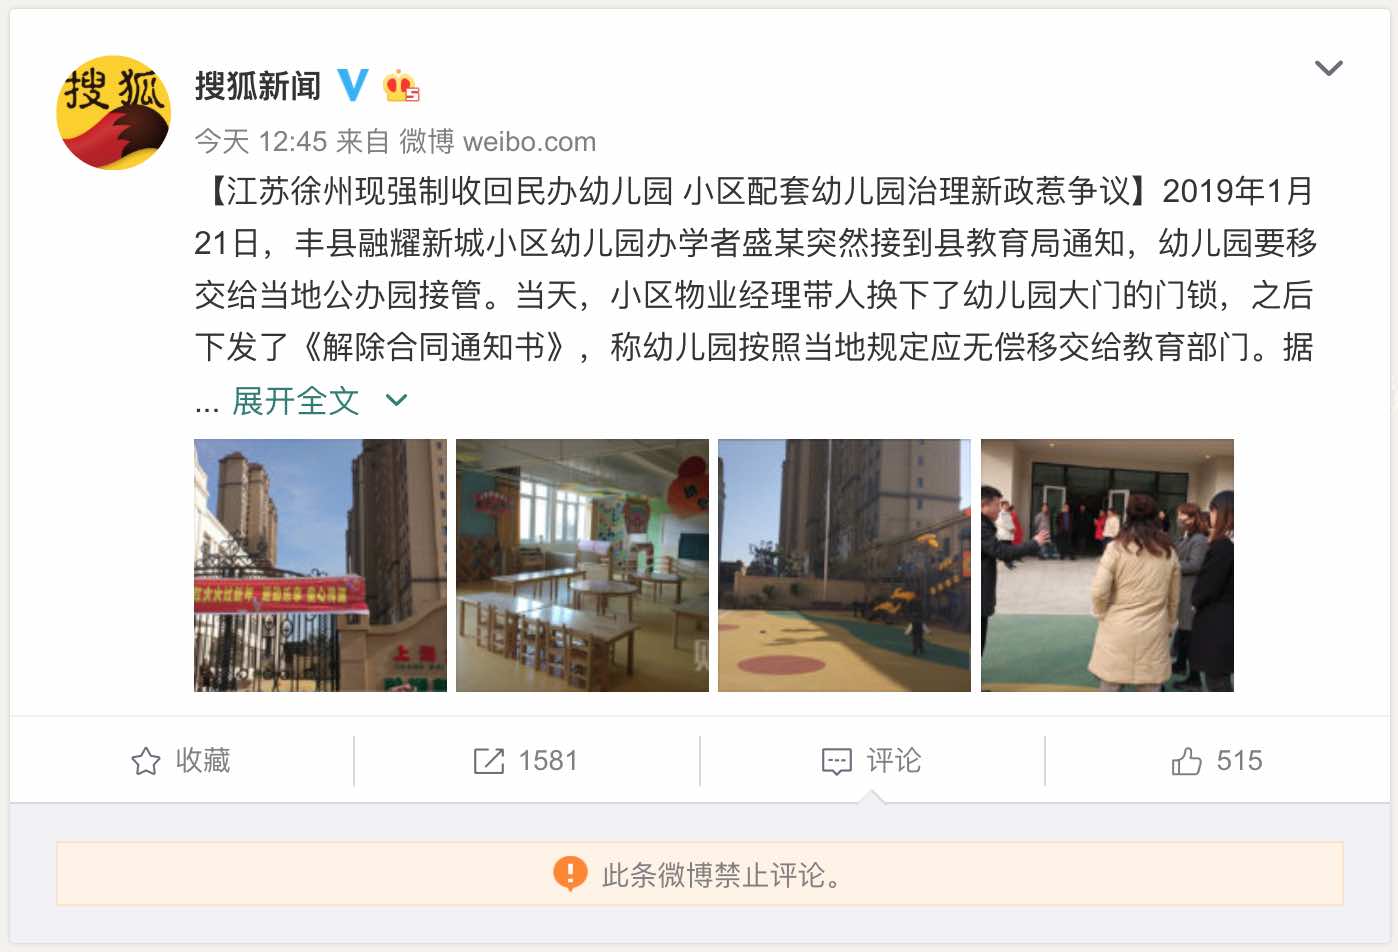 搜狐
搜狐新闻
今天 12:45 来自 微博 weibo.com
【江苏徐州现强制收回民办幼儿园 小区配套幼儿园治理新政惹争议】2019年1月
21日，丰县融耀新城小区幼儿园办学者盛某突然接到县教育局通知，幼儿园要移
交给当地公办园接管。当天，小区物业经理带人换下了幼儿园大门的门锁，之后
下发了《解除合同通知书》，称幼儿园按照当地规定应无偿移交给教育部门。据
... 展开全文
上海
收藏
1581
评论
515
此条微博禁止评论。